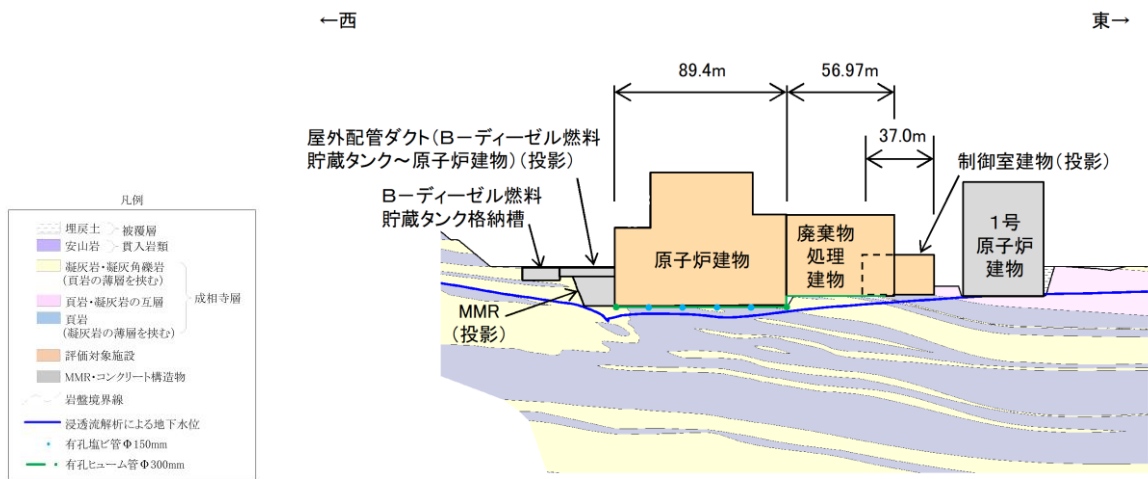 ←西
東→
89.4m
56.97m
37.0m
屋外配管ダクト(B－ディーゼル燃料
貯蔵タンク～原子炉建物)(投影)
B－ディーゼル燃料
貯蔵タンク格納槽
制御室建物(投影)
原子炉建物
廃棄物
処理
建物
1号
原子炉
建物
MMR
(投影)
凡例
埋戻土
被覆層
安山岩
貫入岩類
凝灰岩・凝灰角礫岩
(頁岩の薄層を挟む)
頁岩・凝灰岩の互層
成相寺層
頁岩
(凝灰岩の薄層を挟む)
評価対象施設
MMR・コンクリート構造物
岩盤境界線
浸透流解析による地下水位
有孔塩ビ管Φ150mm
有孔ヒューム管Φ300mm